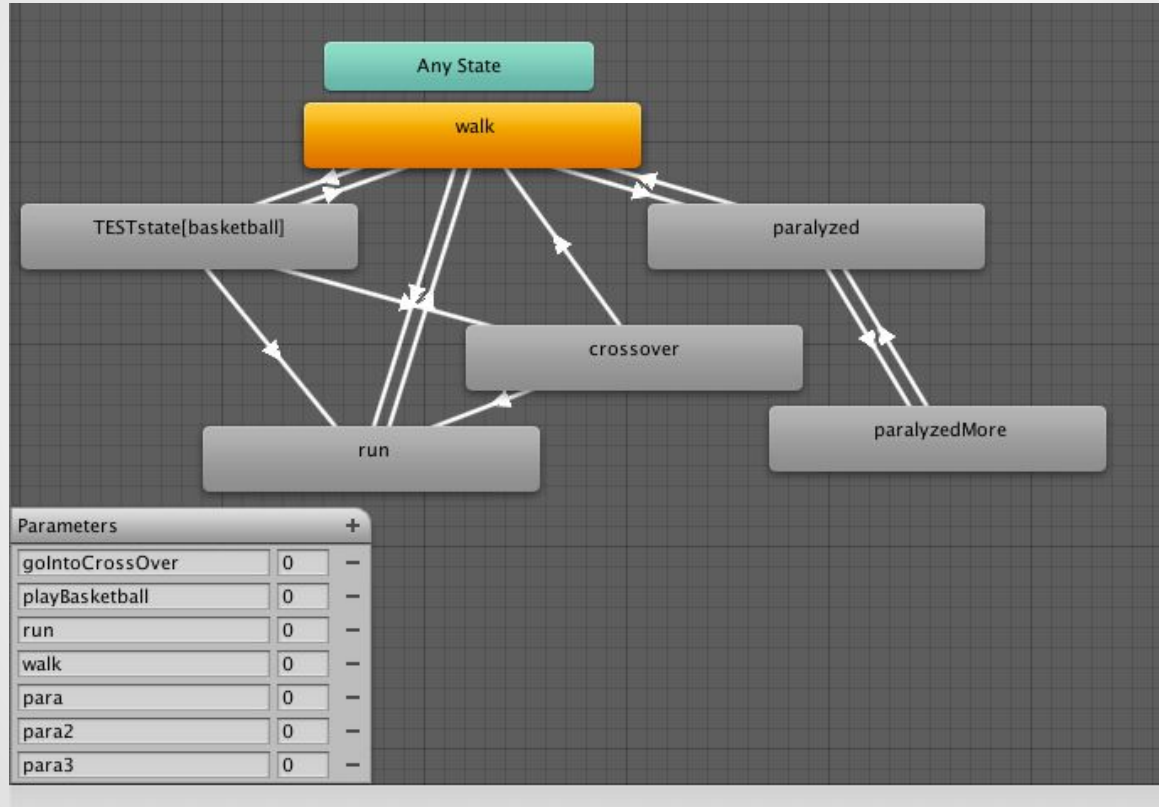 Any State
walk
TESTstate[basketball]
paralyzed
crossover
paralyzedMore
run
Parameters +
goIntoCrossOver 0 −
playBasketball 0 −
run 0 −
walk 0 −
para 0 −
para2 0 −
para3 0 −